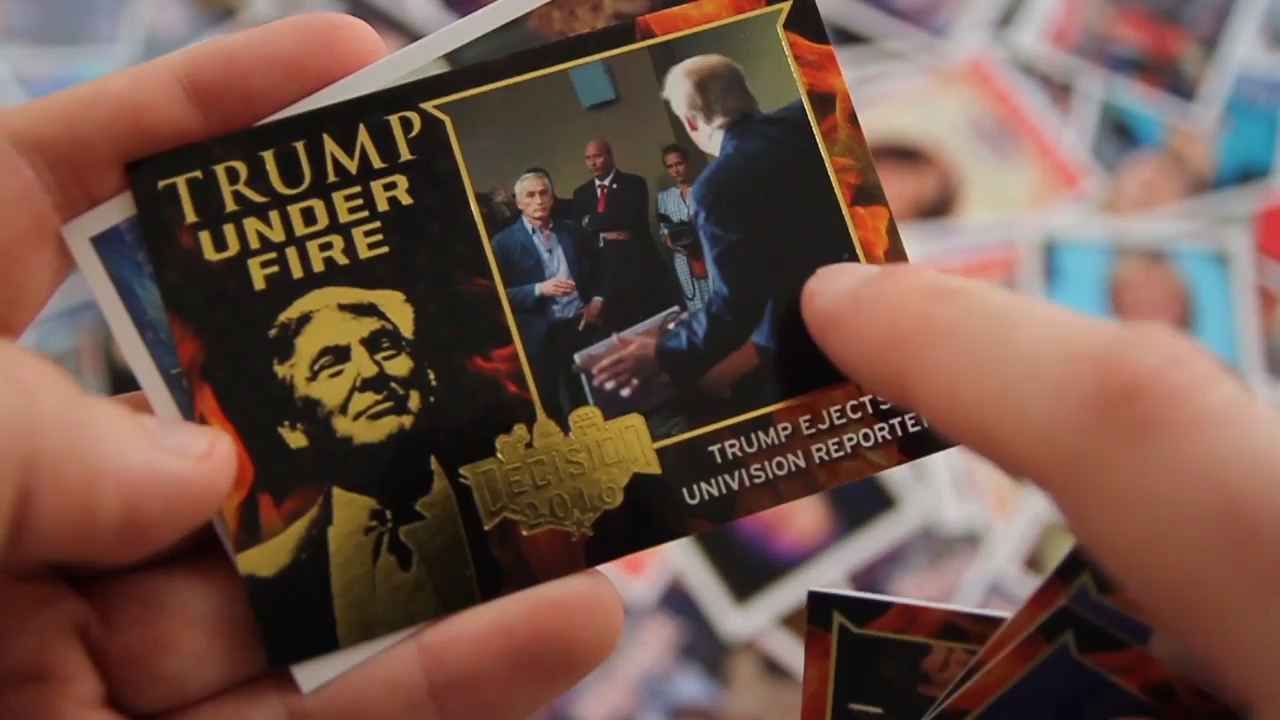 TRUMP
UNDER
FIRE
DECISION
2016
TRUMP EJECTS
UNIVISION REPORTER